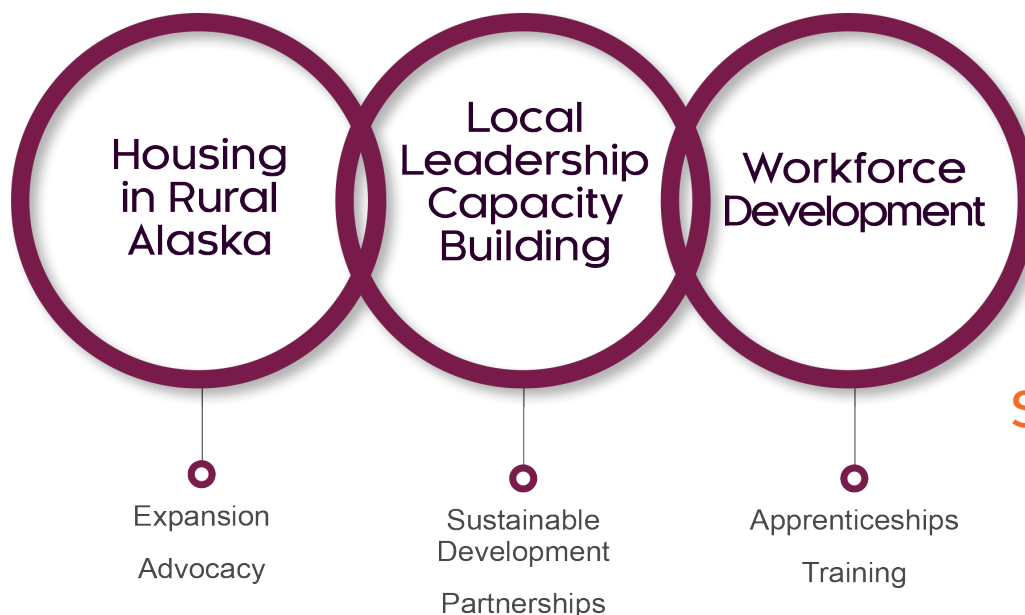 Housing
in Rural
Alaska
Local
Leadership
Capacity
Building
Workforce
Development
Expansion
Advocacy
Sustainable
Development
Partnerships
Apprenticeships
Training
S